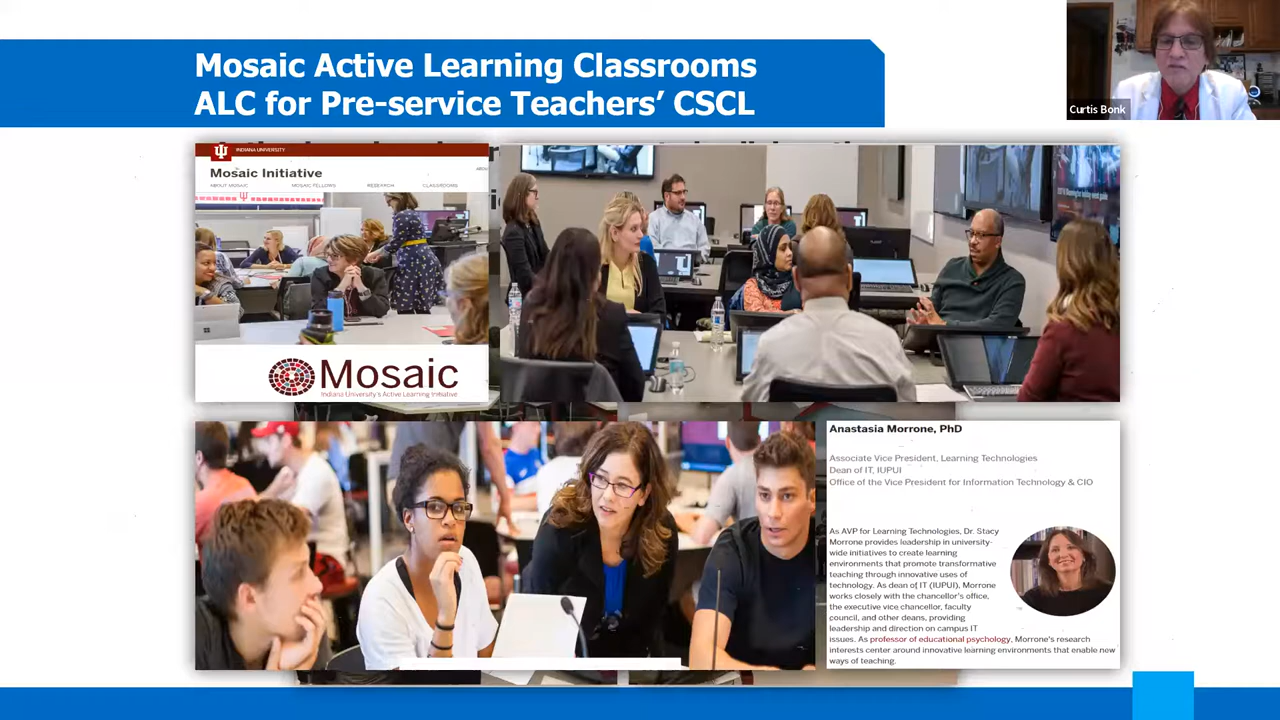 Mosaic Active Learning Classrooms
ALC for Pre-service Teachers' CSCL
Curtis Bonk
INDIANA UNIVERSITY
Mosaic Initiative
ABOUT MOSAIC MOSAIC FELLOWS RESEARCH CLASSROOMS
Mosaic
Indiana University's Active Learning Initiative
Anastasia Morrone, PhD
Associate Vice President, Learning Technologies
Dean of IT, IUPUI
Office of the Vice President for Information Technology & CIO
As AVP for Learning Technologies, Dr. Stacy
Morrone provides leadership in university-
wide initiatives to create learning
environments that promote transformative
teaching through innovative uses of
technology. As dean of IT (IUPUI), Morrone
works closely with the chancellor's office,
the executive vice chancellor, faculty
council, and other deans, providing
leadership and direction on campus IT
issues. As professor of educational psychology, Morrone's research
interests center around innovative learning environments that enable new
ways of teaching.